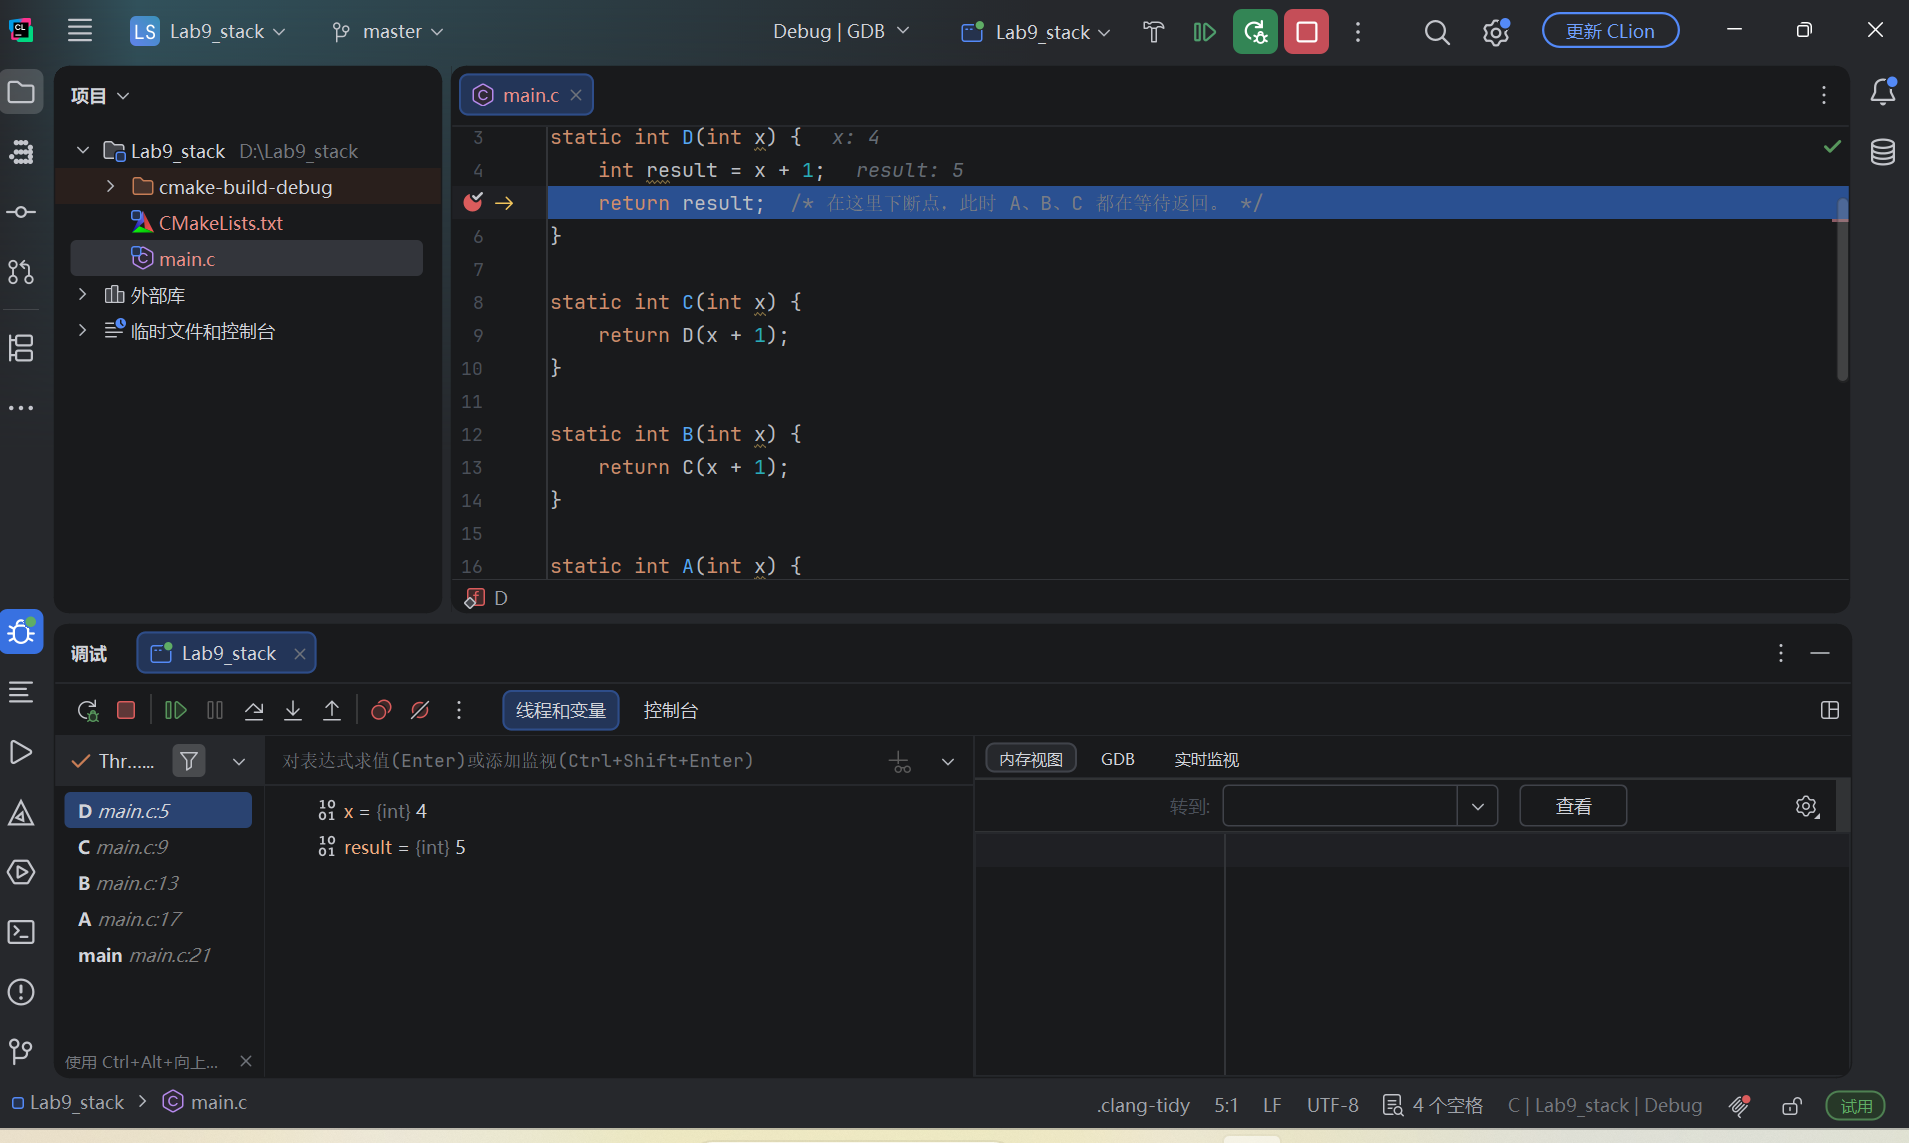 LS Lab9_stack master Debug | GDB Lab9_stack 更新 CLion
项目
Lab9_stack D:\Lab9_stack
cmake-build-debug
CMakeLists.txt
main.c
外部库
临时文件和控制台
main.c
3 static int D(int x) { x: 4
4 int result = x + 1; result: 5
return result; /* 在这里下断点，此时 A、B、C 都在等待返回。 */
6 }
7
8 static int C(int x) {
9 return D(x + 1);
10 }
11
12 static int B(int x) {
13 return C(x + 1);
14 }
15
16 static int A(int x) {
D
调试 Lab9_stack
线程和变量 控制台
Thr...... 对表达式求值(Enter)或添加监视(Ctrl+Shift+Enter)
D main.c:5
C main.c:9
B main.c:13
A main.c:17
main main.c:21
使用 Ctrl+Alt+向上...
x = {int} 4
result = {int} 5
内存视图 GDB 实时监视
转到: 查看
Lab9_stack > main.c .clang-tidy 5:1 LF UTF-8 4 个空格 C | Lab9_stack | Debug 试用